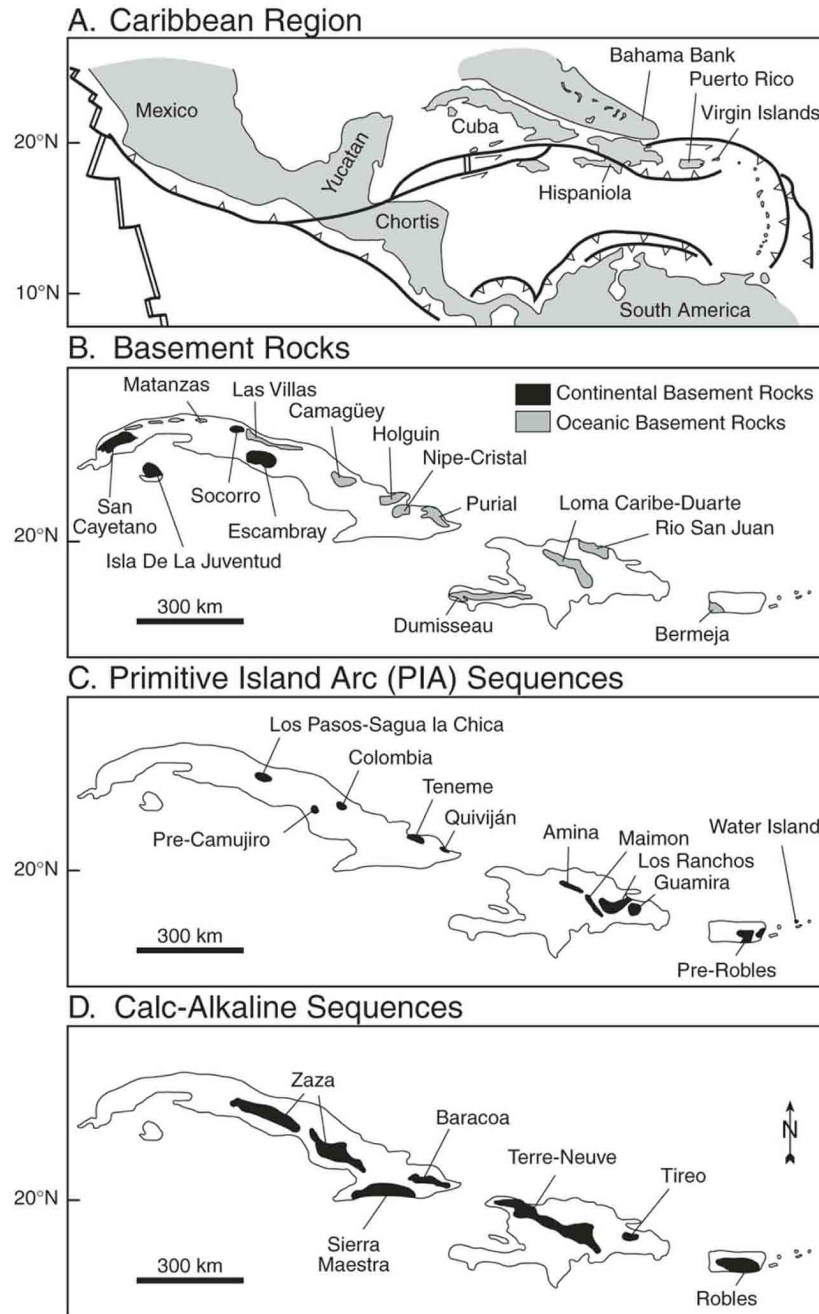 A. Caribbean Region
Bahama Bank
Puerto Rico
Virgin Islands
Mexico
20°N
Cuba
Yucatan
Hispaniola
Chortis
10°N
South America
B. Basement Rocks
Matanzas
Las Villas
Camagüey
Continental Basement Rocks
Oceanic Basement Rocks
Holguin
Nipe-Cristal
Socorro
Purial
San
Cayetano
Escambray
Loma Caribe-Duarte
Rio San Juan
20°N
Isla De La Juventud
300 km
Dumisseau
Bermeja
C. Primitive Island Arc (PIA) Sequences
Los Pasos-Sagua la Chica
Colombia
Teneme
Quiviján
Pre-Camujiro
Amina
Maimon
Water Island
Los Ranchos
Guamira
20°N
300 km
Pre-Robles
D. Calc-Alkaline Sequences
Zaza
Baracoa
N
Terre-Neuve
Tireo
20°N
Sierra
Maestra
300 km
Robles